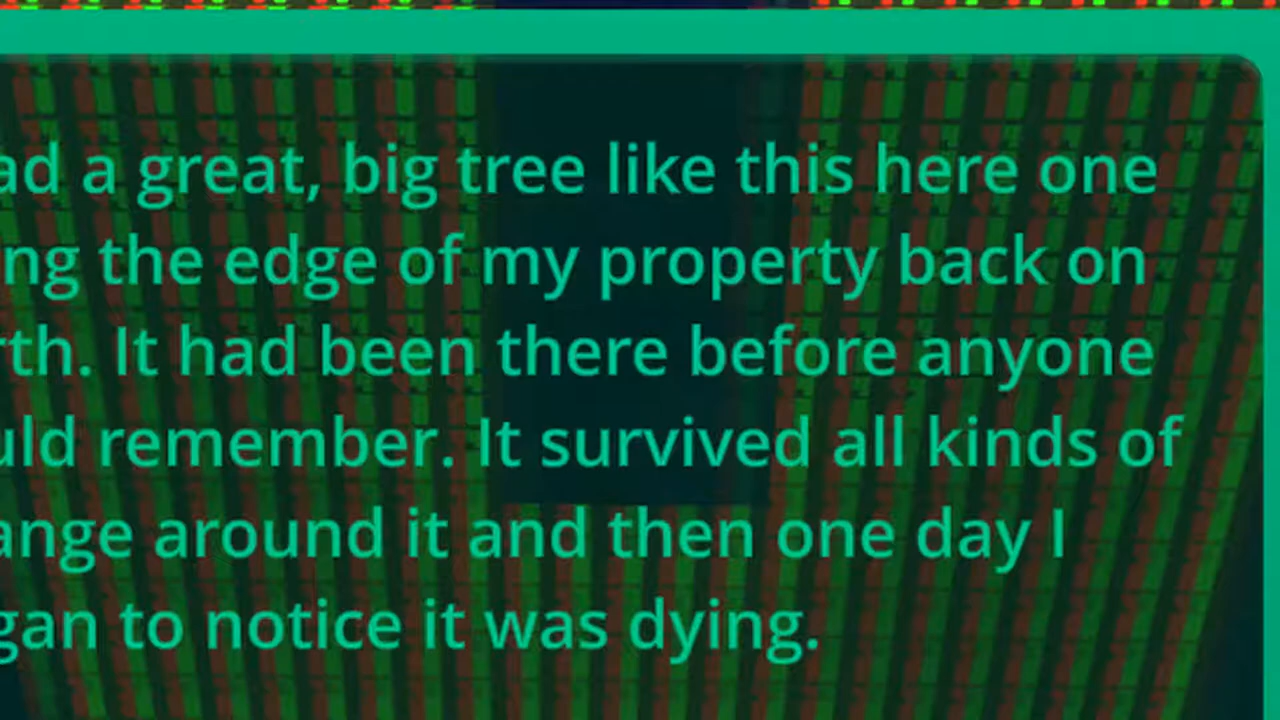 ad a great, big tree like this here one
ng the edge of my property back on
rth. It had been there before anyone
uld remember. It survived all kinds of
ange around it and then one day I
gan to notice it was dying.